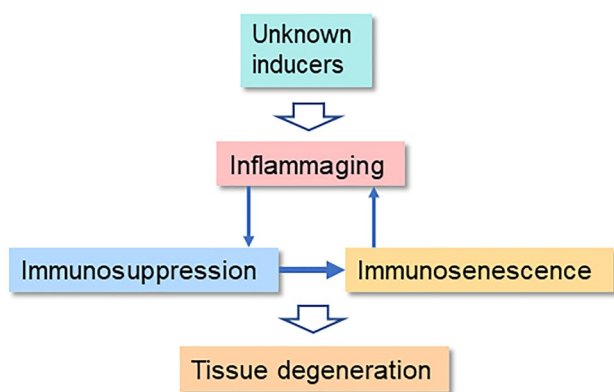 Unknown
inducers
Inflammaging
Immunosuppression
Immunosenescence
Tissue degeneration